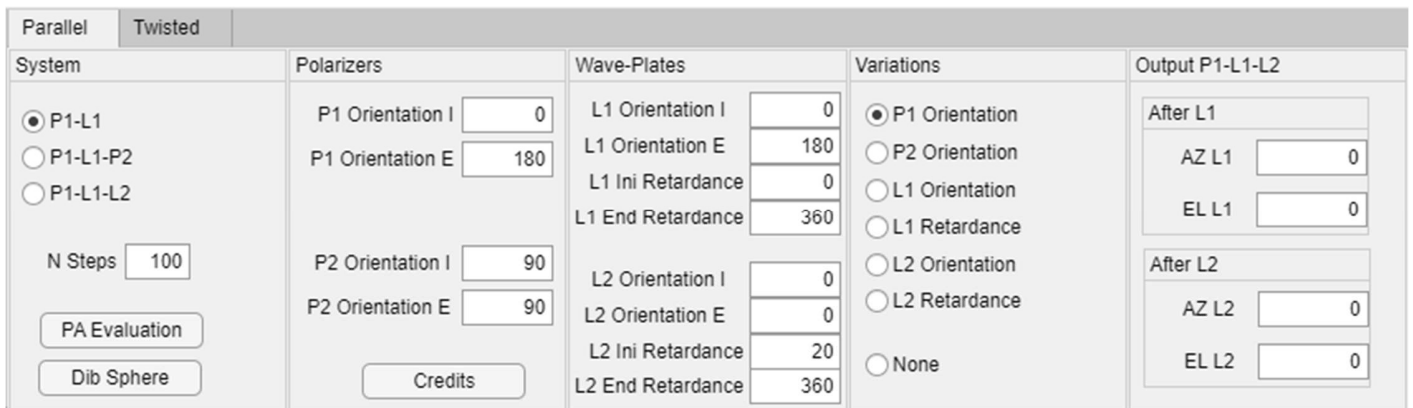 Parallel
Twisted
System
P1-L1
P1-L1-P2
P1-L1-L2
N Steps 100
PA Evaluation
Dib Sphere
Polarizers
P1 Orientation I 0
P1 Orientation E 180
P2 Orientation I 90
P2 Orientation E 90
Credits
Wave-Plates
L1 Orientation I 0
L1 Orientation E 180
L1 Ini Retardance 0
L1 End Retardance 360
L2 Orientation I 0
L2 Orientation E 0
L2 Ini Retardance 20
L2 End Retardance 360
Variations
P1 Orientation
P2 Orientation
L1 Orientation
L1 Retardance
L2 Orientation
L2 Retardance
None
Output P1-L1-L2
After L1
AZ L1 0
EL L1 0
After L2
AZ L2 0
EL L2 0